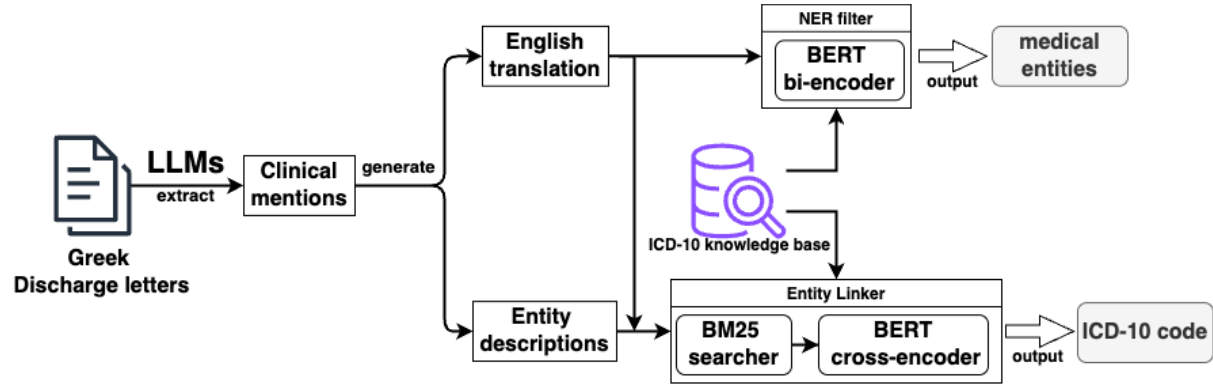 LLMs
extract
Greek
Discharge letters
Clinical
mentions
generate
English
translation
Entity
descriptions
NER filter
BERT
bi-encoder
output
medical
entities
ICD-10 knowledge base
Entity Linker
BM25
searcher
BERT
cross-encoder
output
ICD-10 code